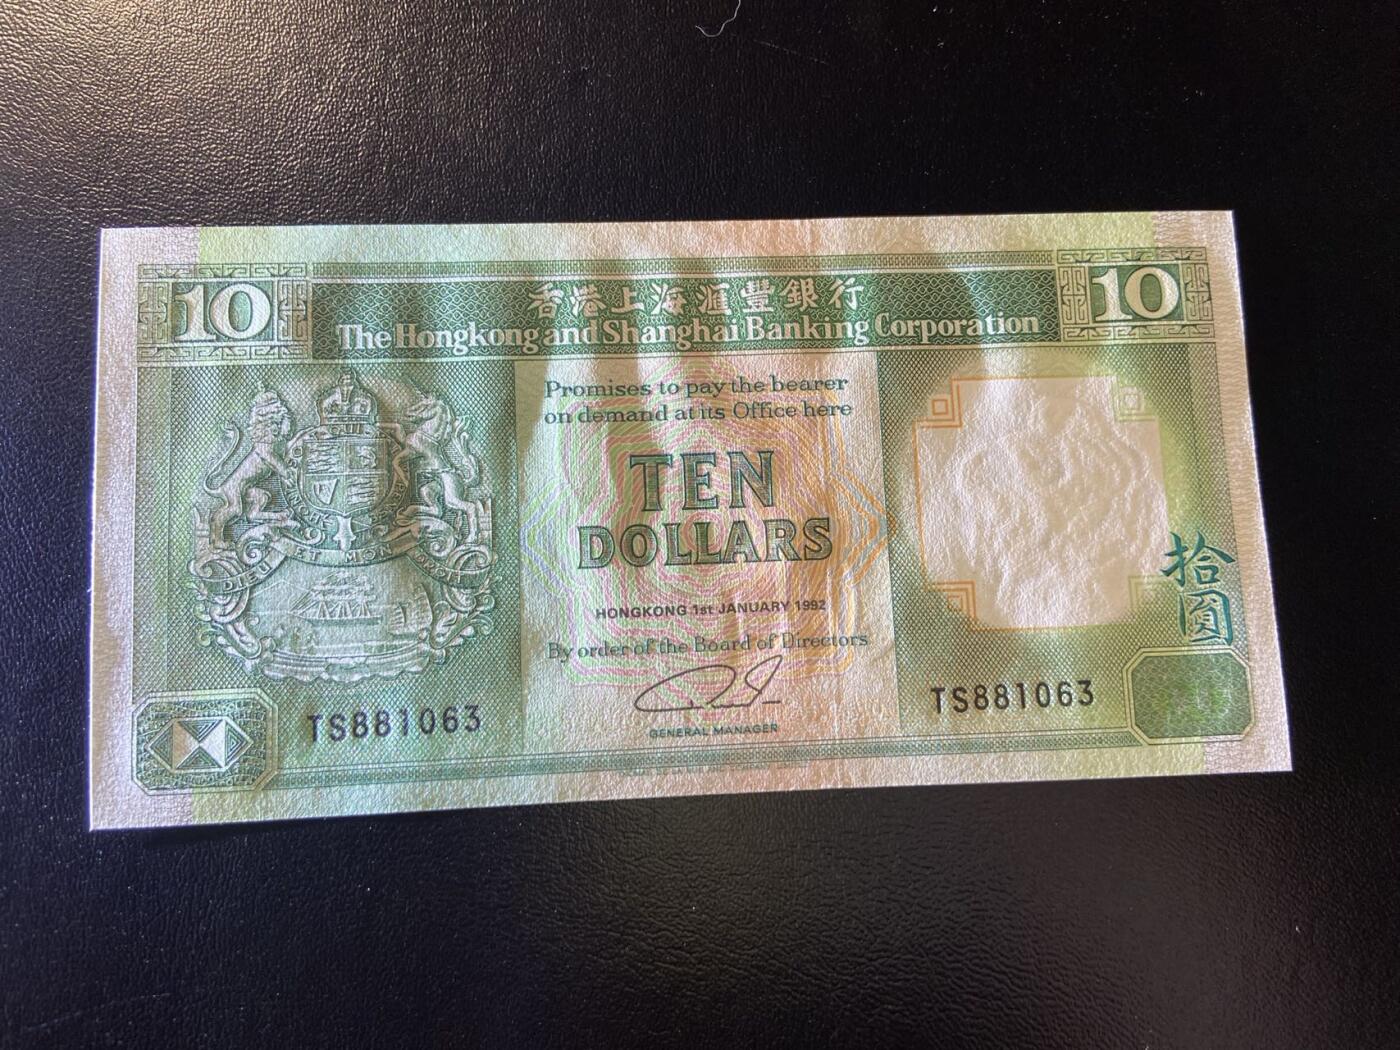 10
香港上海滙豐銀行
10
The Hongkong and Shanghai Banking Corporation
Promises to pay the bearer
on demand at its Office here
TEN
DOLLARS
DIEU ET MON DROIT
拾圓
HONGKONG 1st JANUARY 1992
By order of the Board of Directors
GENERAL MANAGER
TS881063
TS881063